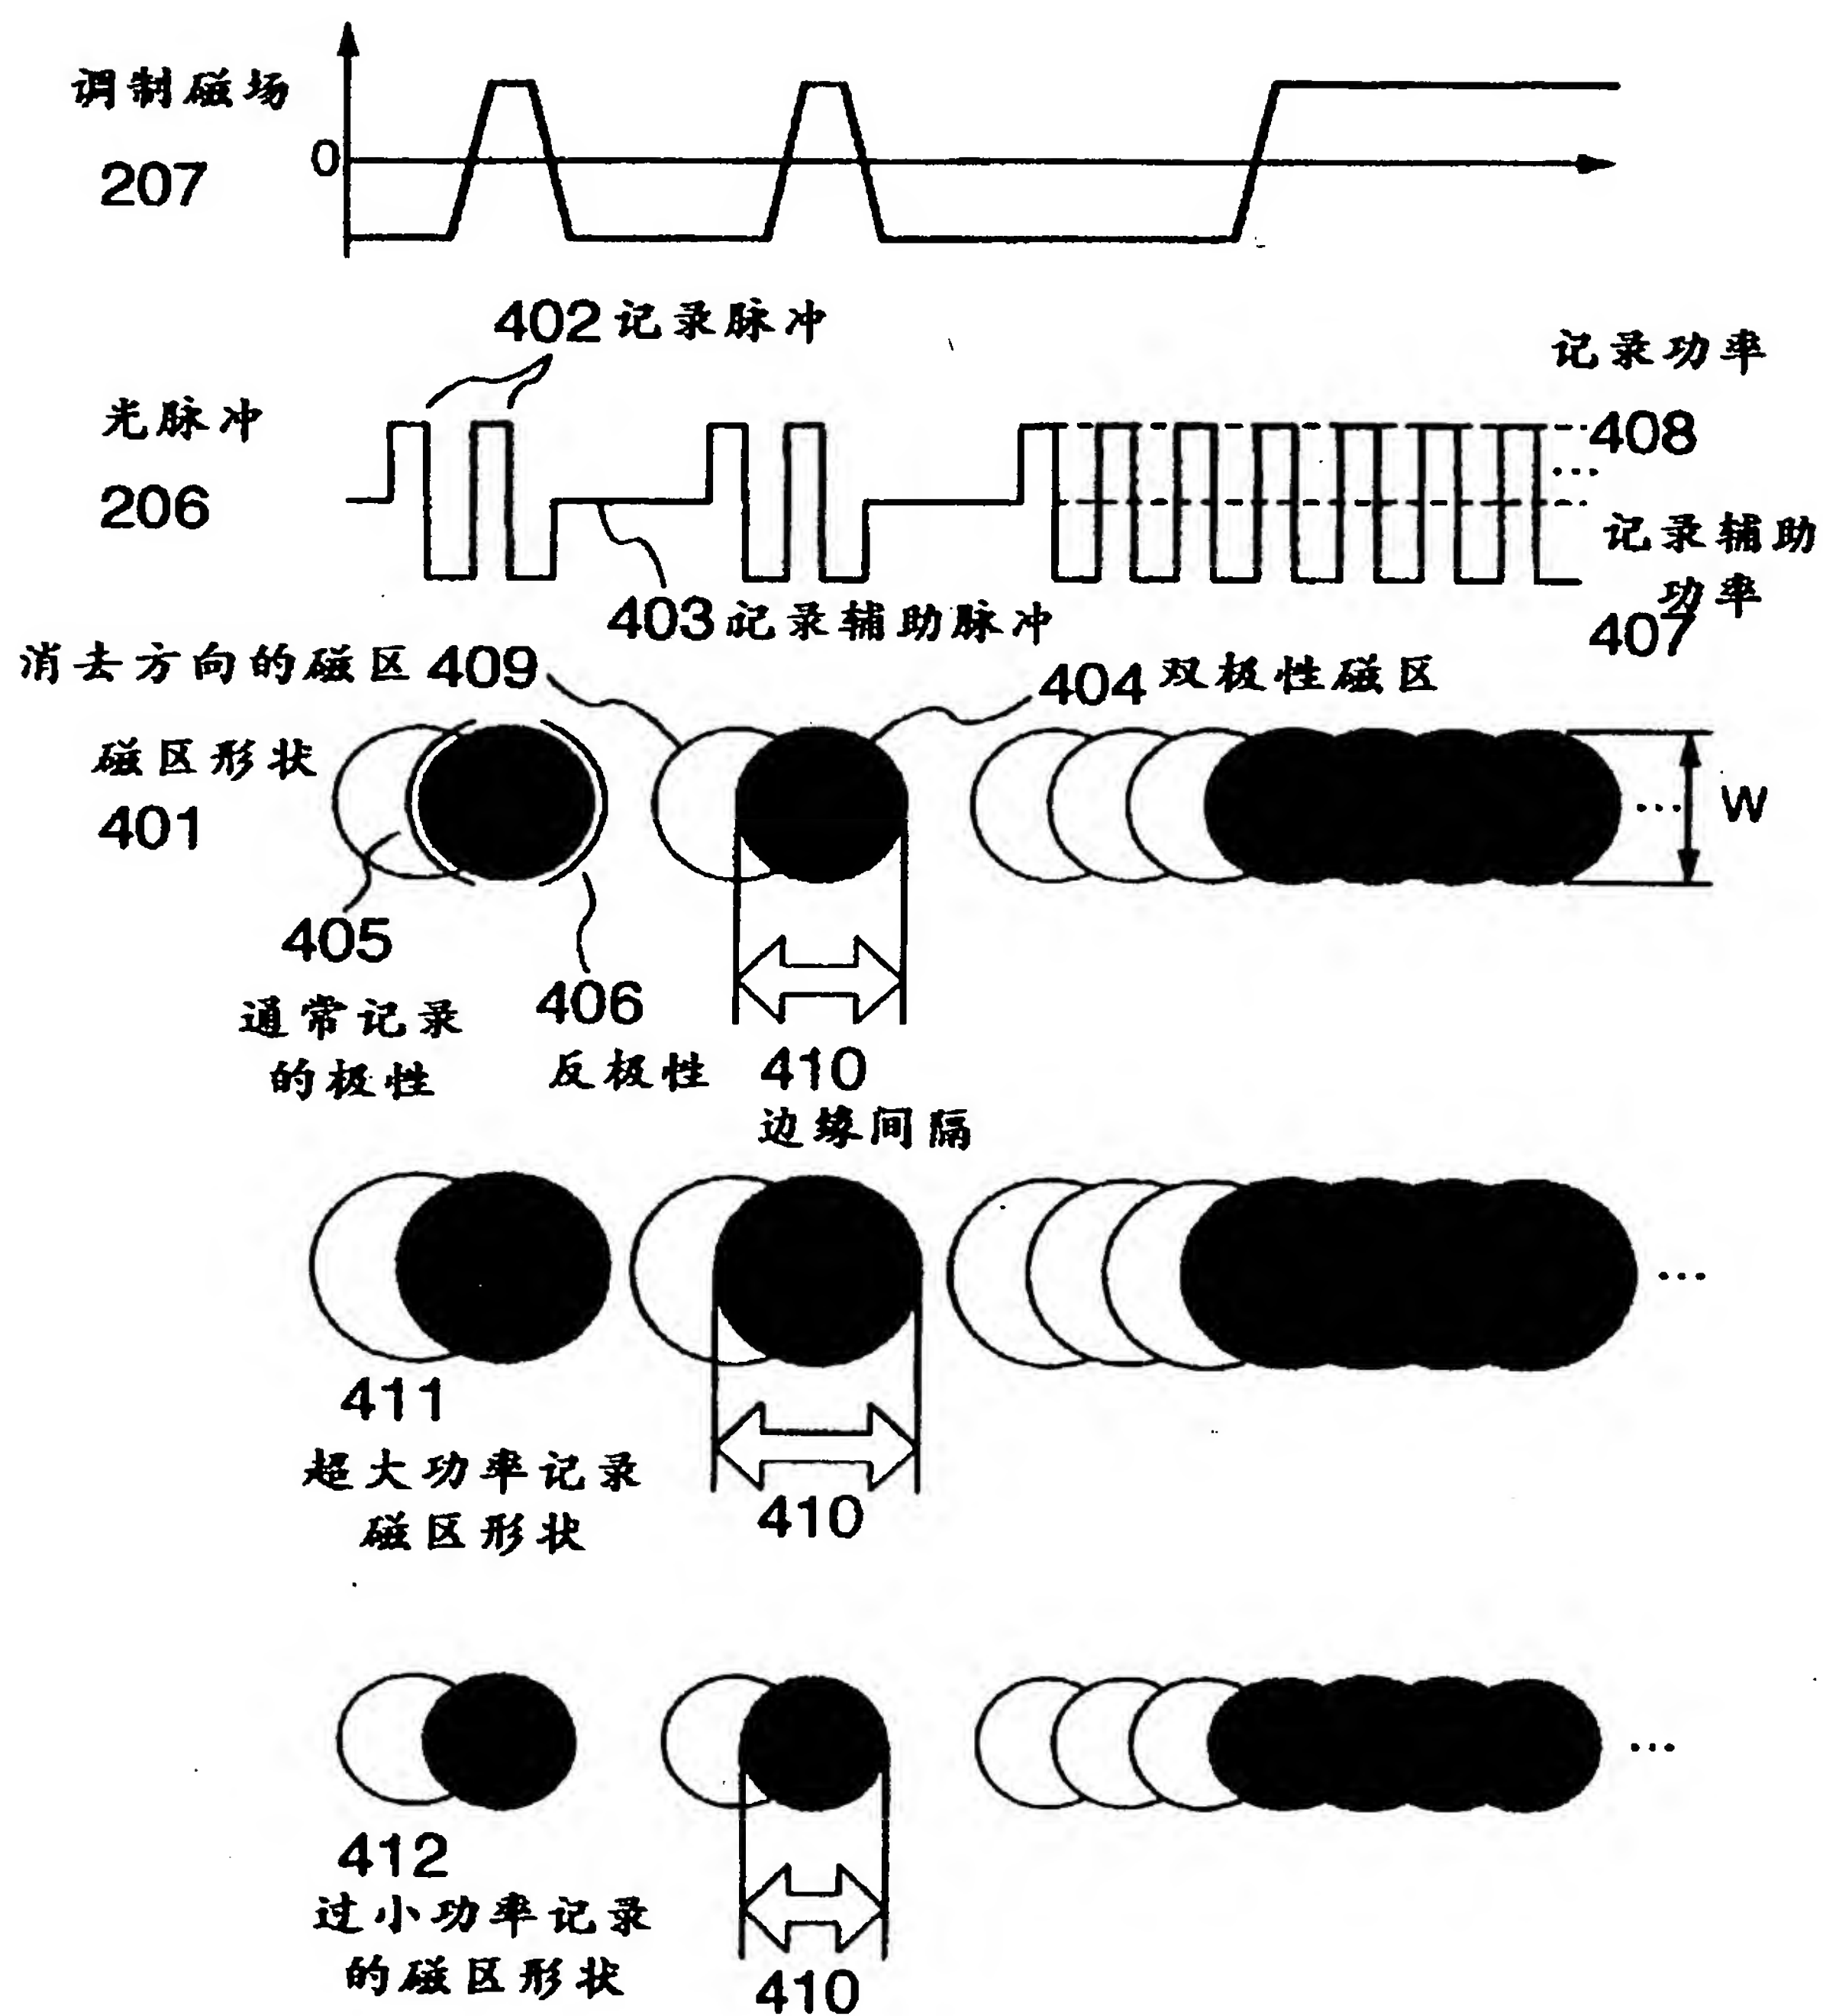 调制磁场
0
207
402 记录脉冲
记录功率
光脉冲
408
...
206
记录辅助
功率
403 记录辅助脉冲
407
消去方向的磁区 409
404 双极性磁区
磁区形状
401
...
W
405
通常记录
的极性
406
反极性
410
边缘间隔
...
411
超大功率记录
磁区形状
410
...
412
过小功率记录
的磁区形状
410